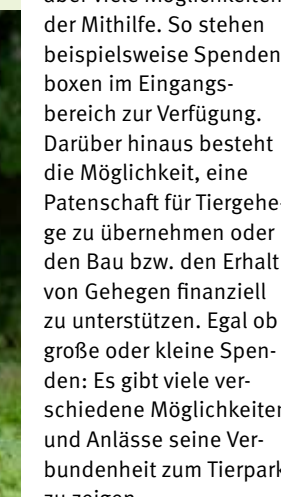 der Mithilfe. So stehen
beispielsweise Spenden
boxen im Eingangs-
bereich zur Verfügung.
Darüber hinaus besteht
die Möglichkeit, eine
Patenschaft für Tiergehe-
ge zu übernehmen oder
den Bau bzw. den Erhalt
von Gehegen finanziell
zu unterstützen. Egal ob
große oder kleine Spen-
den: Es gibt viele ver-
schiedene Möglichkeiten
und Anlässe seine Ver-
bundenheit zum Tierpark
zu zeigen